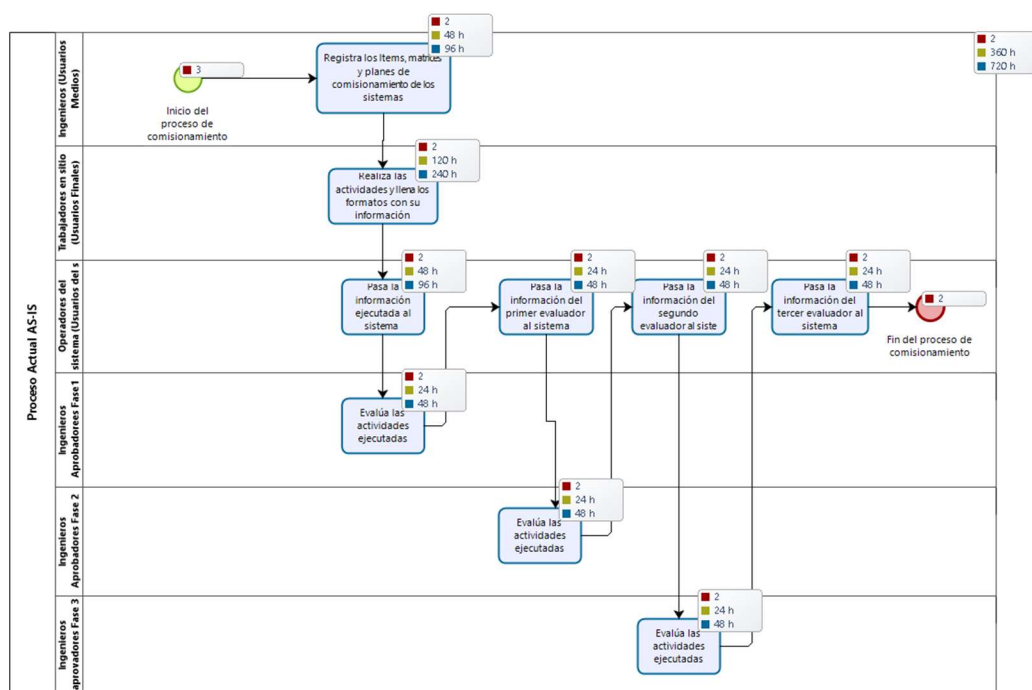 Proceso Actual AS-IS
Ingenieros (Usuarios
Medios)
3
Inicio del
proceso de
comisionamiento
2
48 h
96 h
Registra los Items, matrices
y planes de
comisionamiento de los
sistemas
2
360 h
720 h
Trabajadores en sitio
(Usuarios Finales)
2
120 h
240 h
Realiza las
actividades y llena los
formatos con su
información
Operadores del
sistema (Usuarios del s
2
48 h
96 h
Pasa la
información
ejecutada al
sistema
2
24 h
48 h
Pasa la
información del
primer evaluador
al sistema
2
24 h
48 h
Pasa la
información del
segundo
evaluador al siste
2
24 h
48 h
Pasa la
información del
tercer evaluador al
sistema
2
Fin del proceso de
comisionamiento
Ingenieros
Aprobadorees Fase 1
2
24 h
48 h
Evalúa las
actividades
ejecutadas
Ingenieros
Aprobadores Fase 2
2
24 h
48 h
Evalúa las
actividades
ejecutadas
Ingenieros
aprovadores Fase 3
2
24 h
48 h
Evalúa las
actividades
ejecutadas